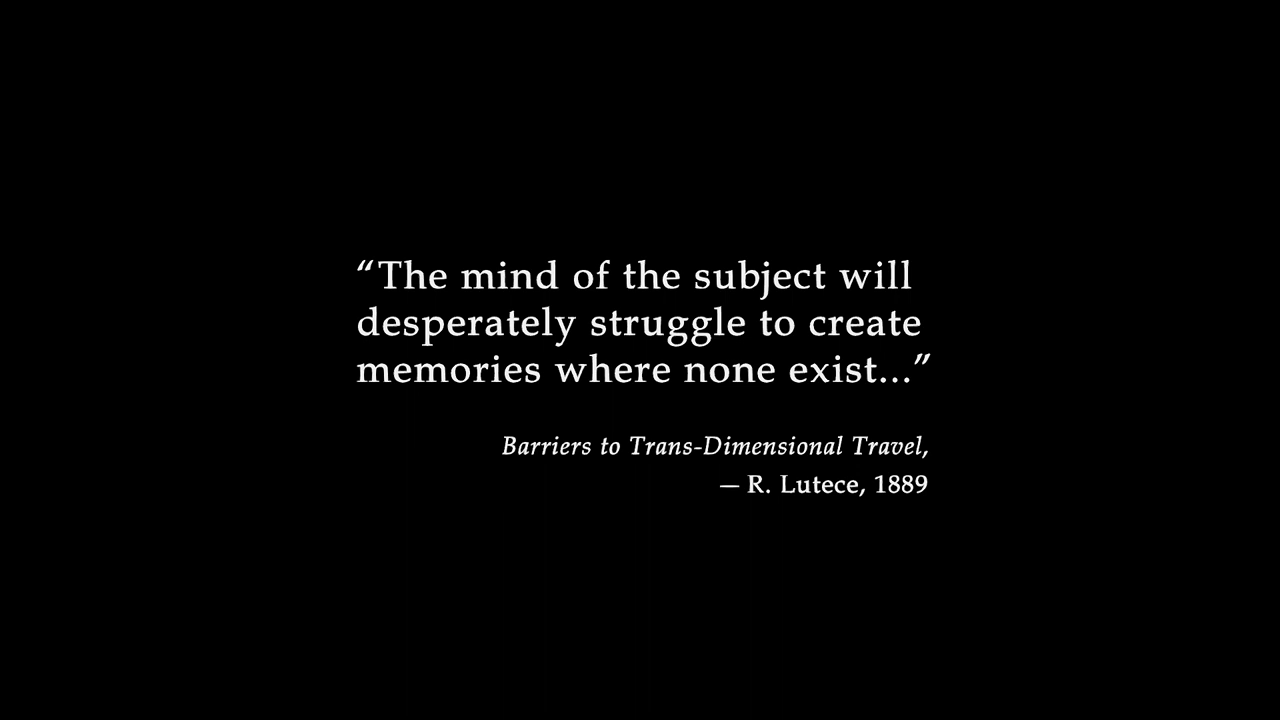 “The mind of the subject will
desperately struggle to create
memories where none exist...”
Barriers to Trans-Dimensional Travel,
— R. Lutece, 1889